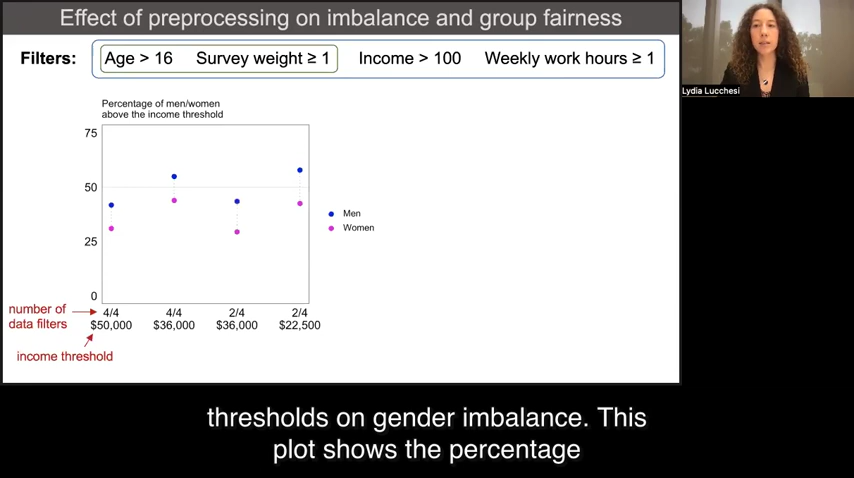 Effect of preprocessing on imbalance and group fairness
Filters: Age > 16 Survey weight ≥ 1 Income > 100 Weekly work hours ≥ 1
Lydia Lucchesi
Percentage of men/women
above the income threshold
75
50
25
0
Men
Women
number of
data filters
4/4 4/4 2/4 2/4
$50,000 $36,000 $36,000 $22,500
income threshold
thresholds on gender imbalance. This
plot shows the percentage